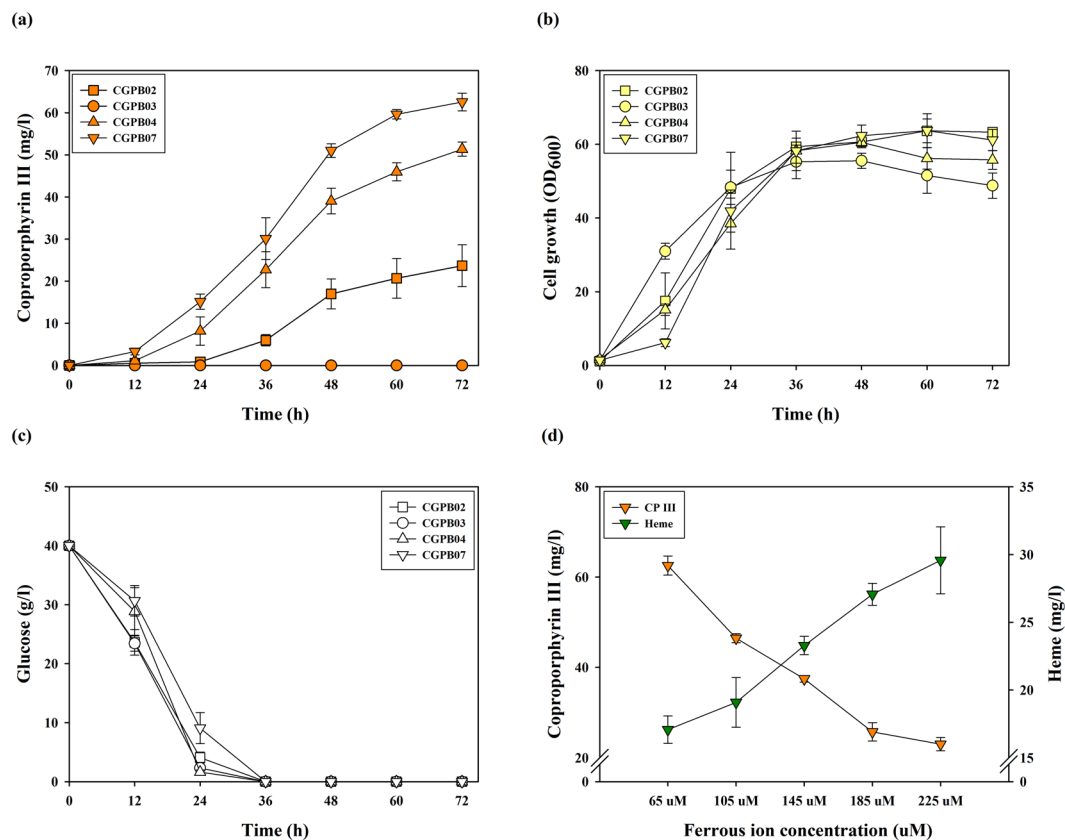 (a)
Coproporphyrin III (mg/l)
70
60
50
40
30
20
10
0
CGPB02
CGPB03
CGPB04
CGPB07
0 12 24 36 48 60 72
Time (h)
(b)
Cell growth (OD600)
80
60
40
20
0
CGPB02
CGPB03
CGPB04
CGPB07
0 12 24 36 48 60 72
Time (h)
(c)
Glucose (g/l)
50
40
30
20
10
0
CGPB02
CGPB03
CGPB04
CGPB07
0 12 24 36 48 60 72
Time (h)
(d)
Coproporphyrin III (mg/l)
80
60
40
20
0
CP III
Heme
35
30
25
20
15
0
Heme (mg/l)
65 uM 105 uM 145 uM 185 uM 225 uM
Ferrous ion concentration (uM)